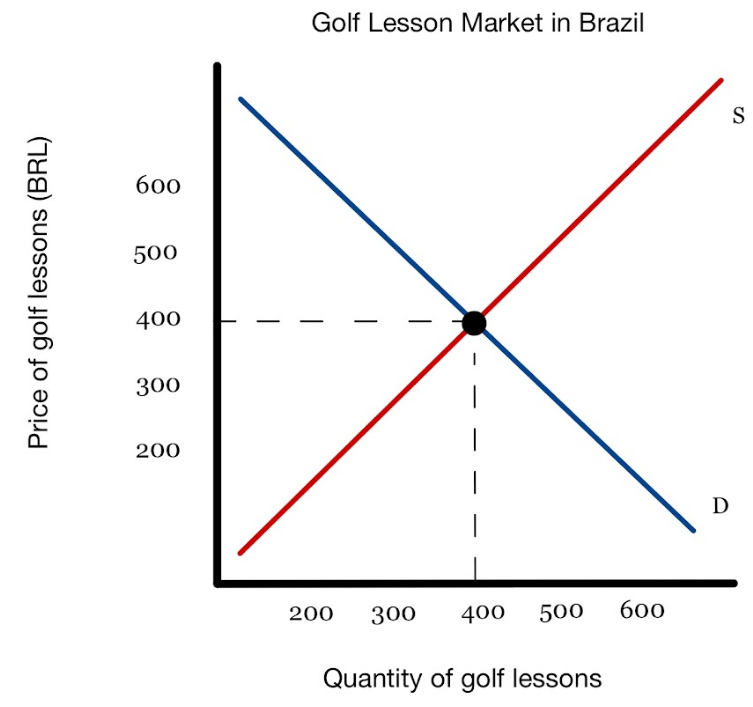 Golf Lesson Market in Brazil
S
Price of golf lessons (BRL)
600
500
400
300
200
D
200 300 400 500 600
Quantity of golf lessons